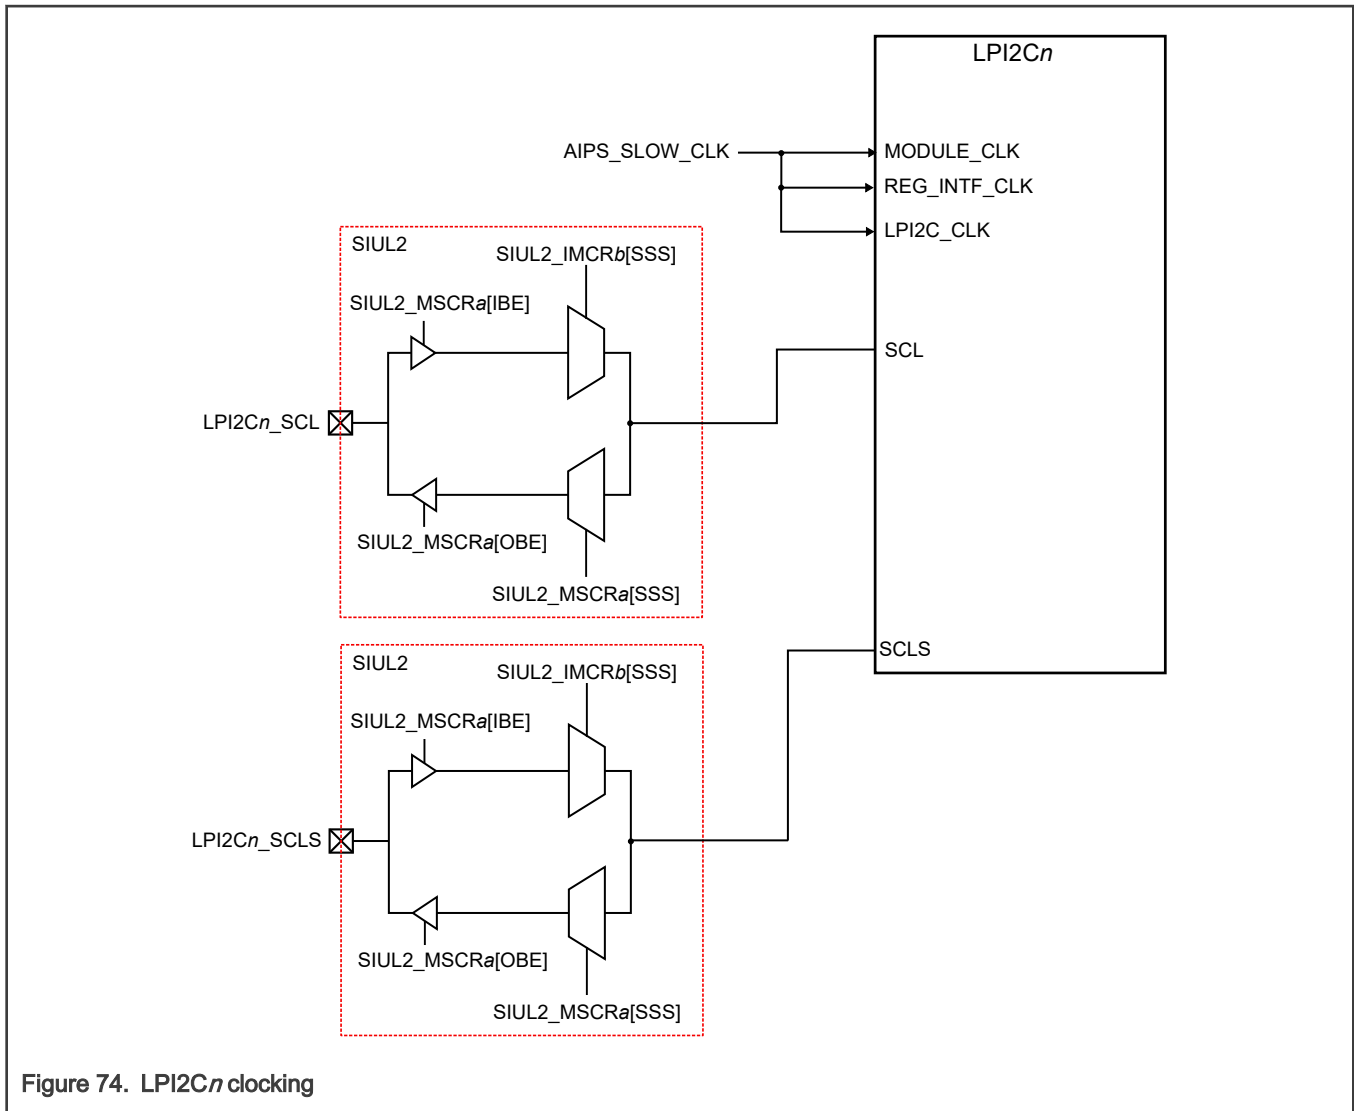 LPI2Cn
AIPS_SLOW_CLK
MODULE_CLK
REG_INTF_CLK
LPI2C_CLK
SIUL2
SIUL2_IMCRb[SSS]
SIUL2_MSCRa[IBE]
SCL
LPI2Cn_SCL
SIUL2_MSCRa[OBE]
SIUL2_MSCRa[SSS]
SCLS
SIUL2
SIUL2_IMCRb[SSS]
SIUL2_MSCRa[IBE]
LPI2Cn_SCLS
SIUL2_MSCRa[OBE]
SIUL2_MSCRa[SSS]
Figure 74. LPI2Cn clocking